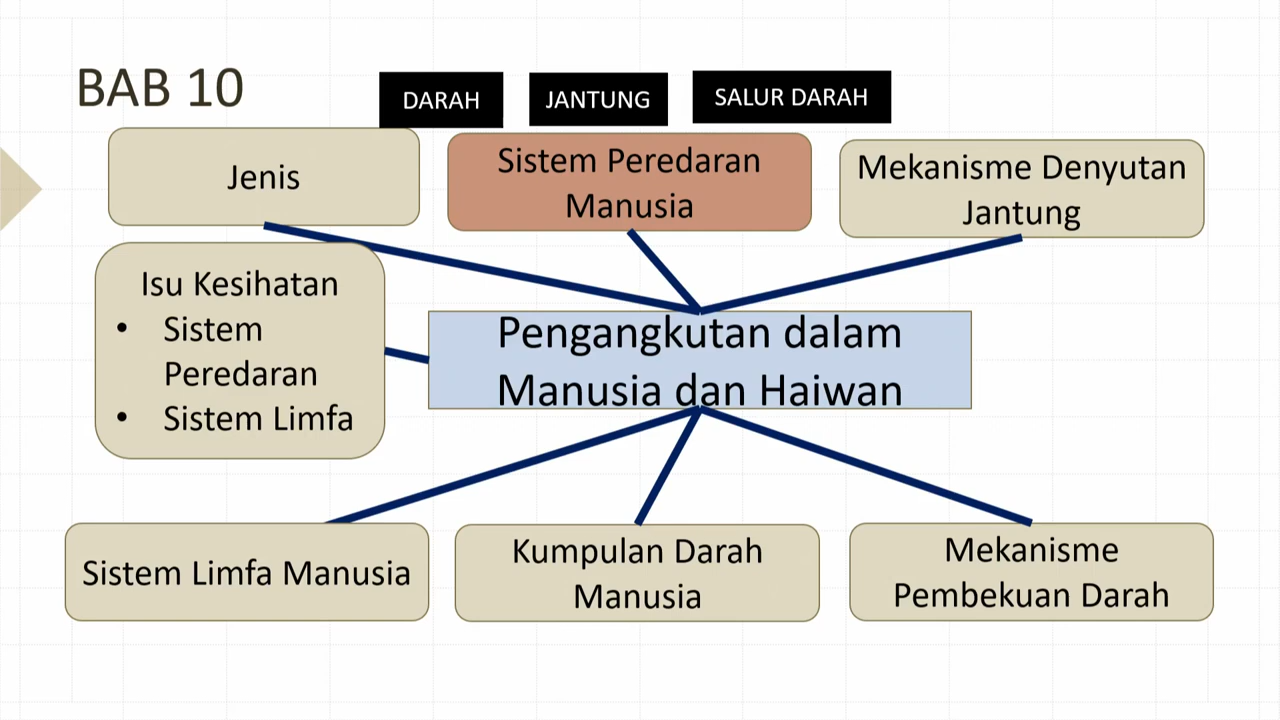 BAB 10
DARAH
JANTUNG
SALUR DARAH
Jenis
Sistem Peredaran
Manusia
Mekanisme Denyutan
Jantung
Isu Kesihatan
• Sistem
Peredaran
• Sistem Limfa
Pengangkutan dalam
Manusia dan Haiwan
Sistem Limfa Manusia
Kumpulan Darah
Manusia
Mekanisme
Pembekuan Darah